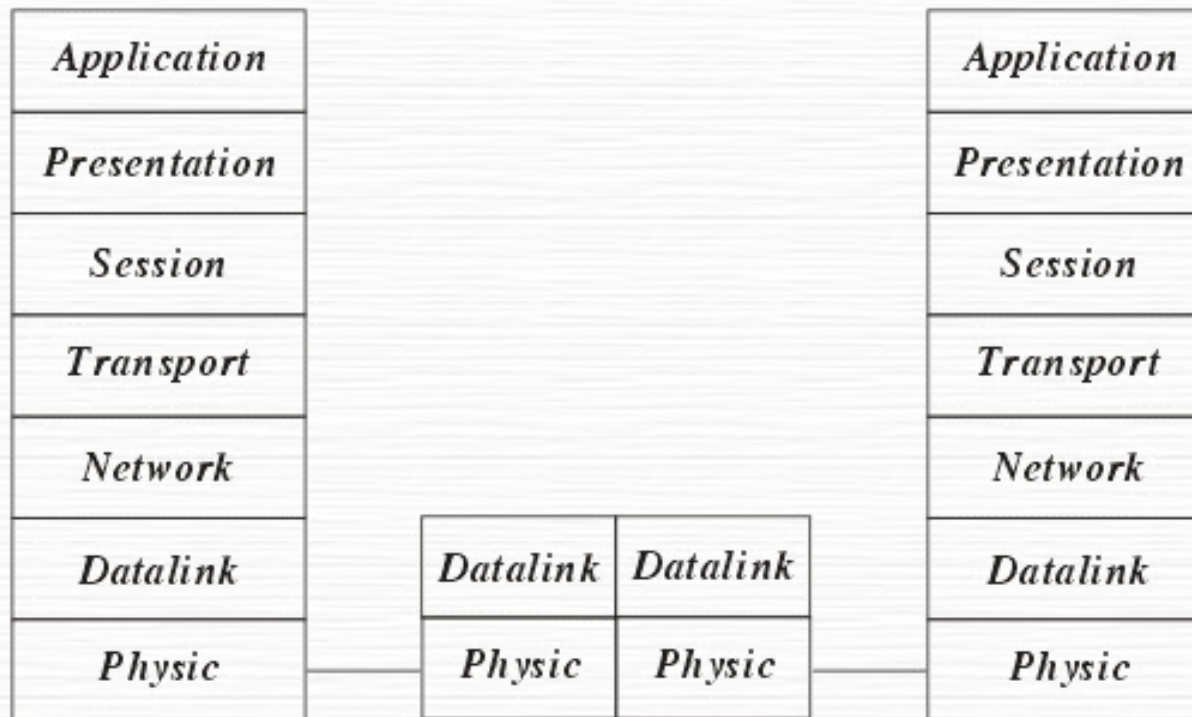 Application
Presentation
Session
Transport
Network
Datalink
Physic
Datalink Datalink
Physic Physic
Application
Presentation
Session
Transport
Network
Datalink
Physic